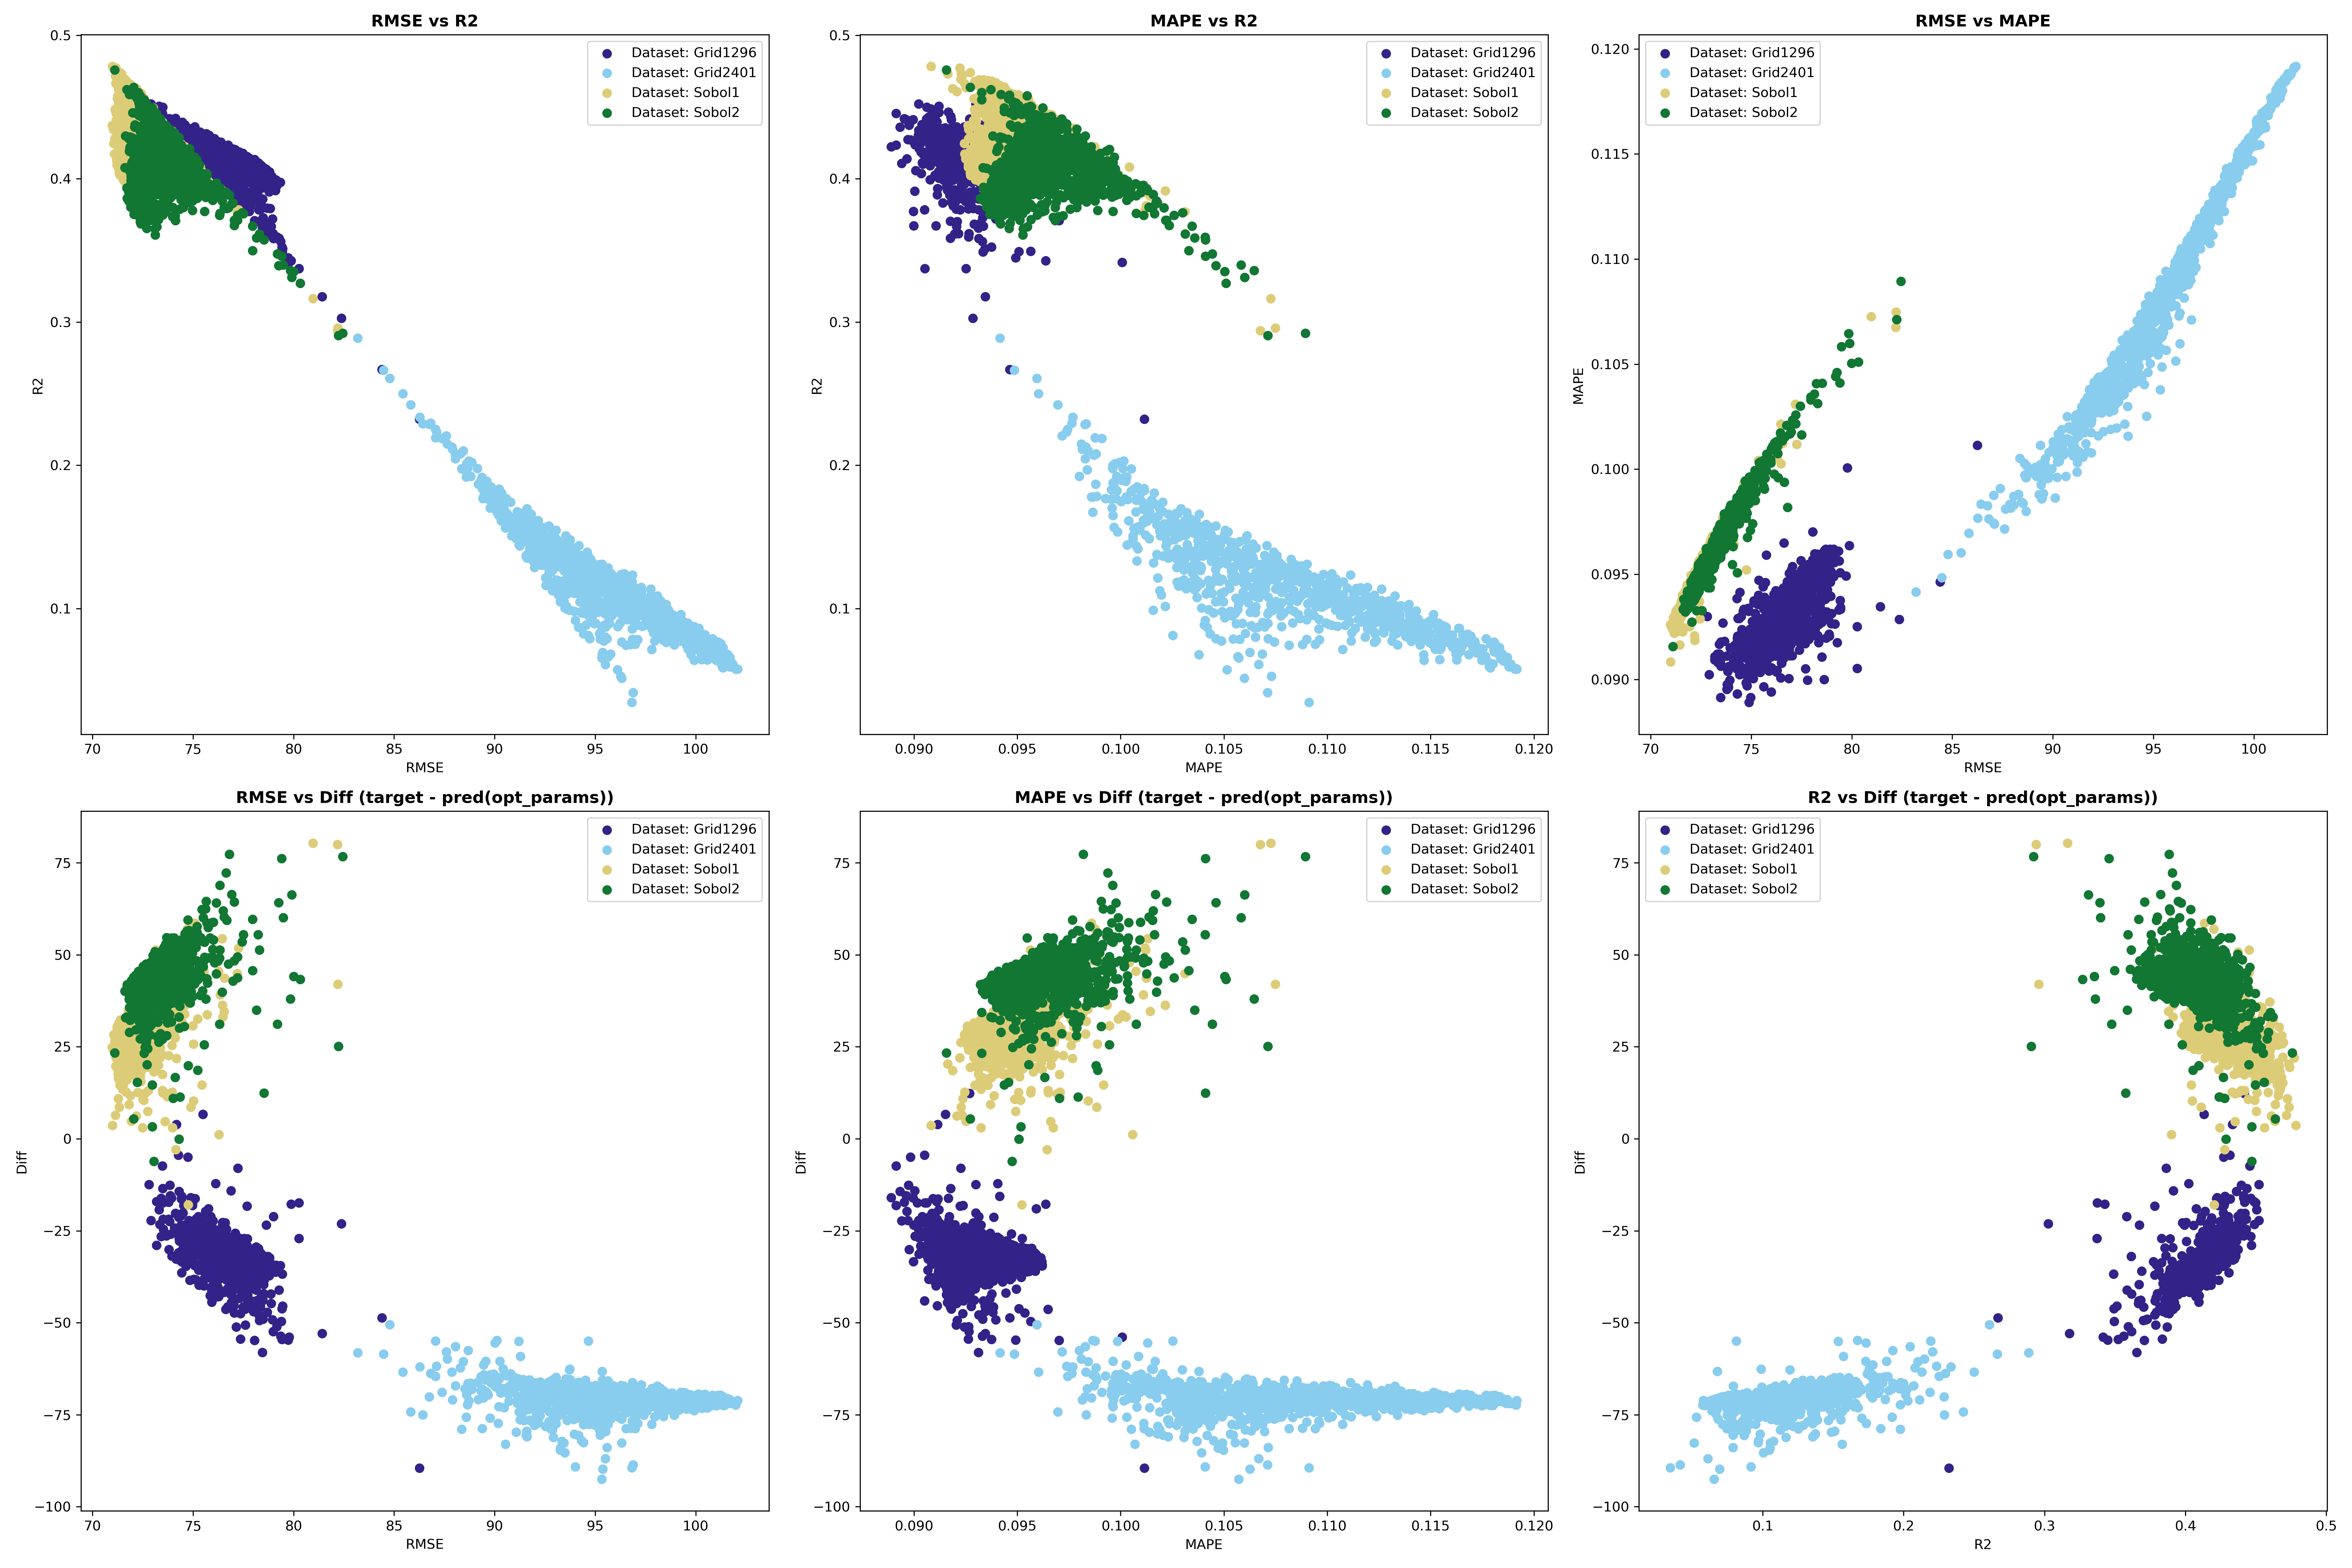 RMSE vs R2
0.5
0.4
0.3
0.2
0.1
R2
70 75 80 85 90 95 100
RMSE
Dataset: Grid1296
Dataset: Grid2401
Dataset: Sobol1
Dataset: Sobol2
MAPE vs R2
0.5
0.4
0.3
0.2
0.1
R2
0.090 0.095 0.100 0.105 0.110 0.115 0.120
MAPE
Dataset: Grid1296
Dataset: Grid2401
Dataset: Sobol1
Dataset: Sobol2
RMSE vs MAPE
0.120
0.115
0.110
0.105
0.100
0.095
0.090
MAPE
70 75 80 85 90 95 100
RMSE
Dataset: Grid1296
Dataset: Grid2401
Dataset: Sobol1
Dataset: Sobol2
RMSE vs Diff (target - pred(opt_params))
75
50
25
0
−25
−50
−75
−100
Diff
70 75 80 85 90 95 100
RMSE
Dataset: Grid1296
Dataset: Grid2401
Dataset: Sobol1
Dataset: Sobol2
MAPE vs Diff (target - pred(opt_params))
75
50
25
0
−25
−50
−75
−100
Diff
0.090 0.095 0.100 0.105 0.110 0.115 0.120
MAPE
Dataset: Grid1296
Dataset: Grid2401
Dataset: Sobol1
Dataset: Sobol2
R2 vs Diff (target - pred(opt_params))
75
50
25
0
−25
−50
−75
−100
Diff
0.1 0.2 0.3 0.4 0.5
R2
Dataset: Grid1296
Dataset: Grid2401
Dataset: Sobol1
Dataset: Sobol2